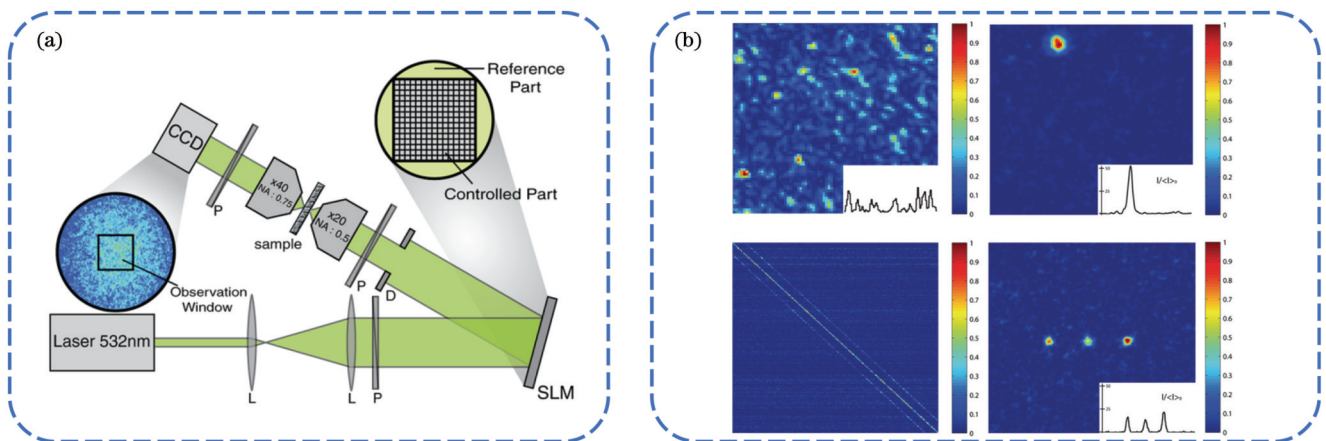 (a)
Reference
Part
CCD
Controlled Part
P
x40
NA : 0.75
x20
NA : 0.5
sample
P
D
Observation
Window
Laser 532nm
L
L
P
SLM
(b)
1
0.9
0.8
0.7
0.6
0.5
0.4
0.3
0.2
0.1
0
1
0.9
0.8
0.7
0.6
0.5
0.4
0.3
0.2
0.1
0
50
25
I/<I>₀
1
0.9
0.8
0.7
0.6
0.5
0.4
0.3
0.2
0.1
0
1
0.9
0.8
0.7
0.6
0.5
0.4
0.3
0.2
0.1
0
50
25
I/<I>₀